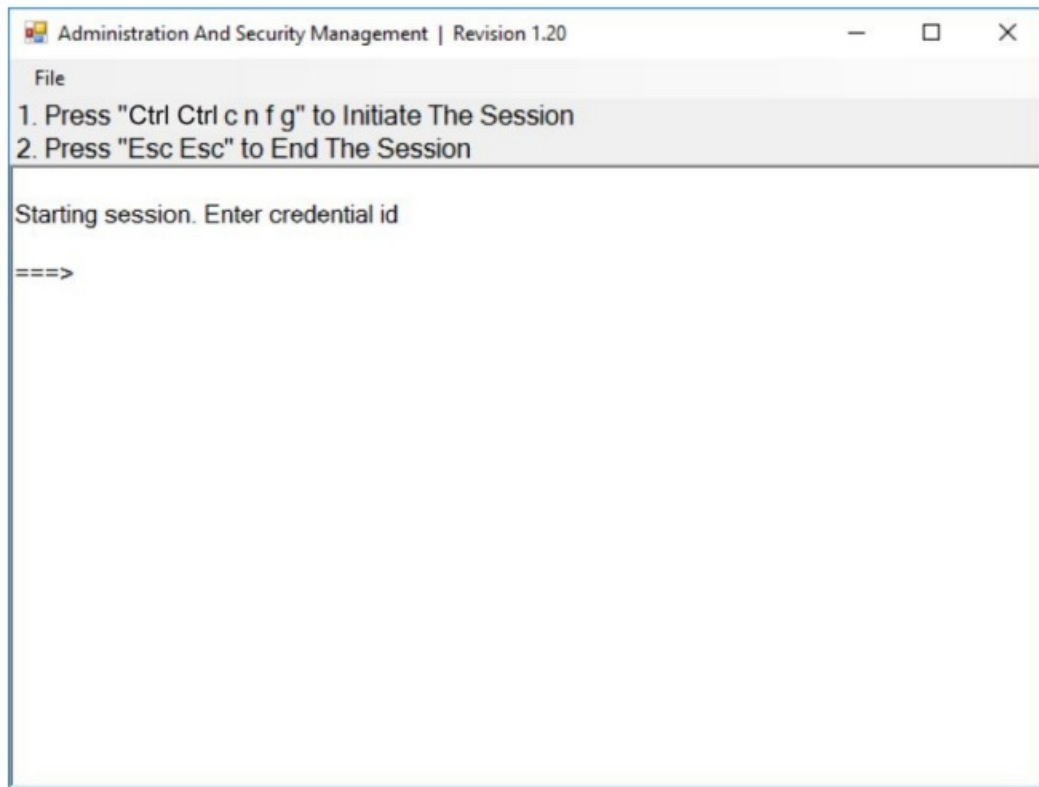 Administration And Security Management | Revision 1.20
File
1. Press "Ctrl Ctrl c n f g" to Initiate The Session
2. Press "Esc Esc" to End The Session
Starting session. Enter credential id
===>